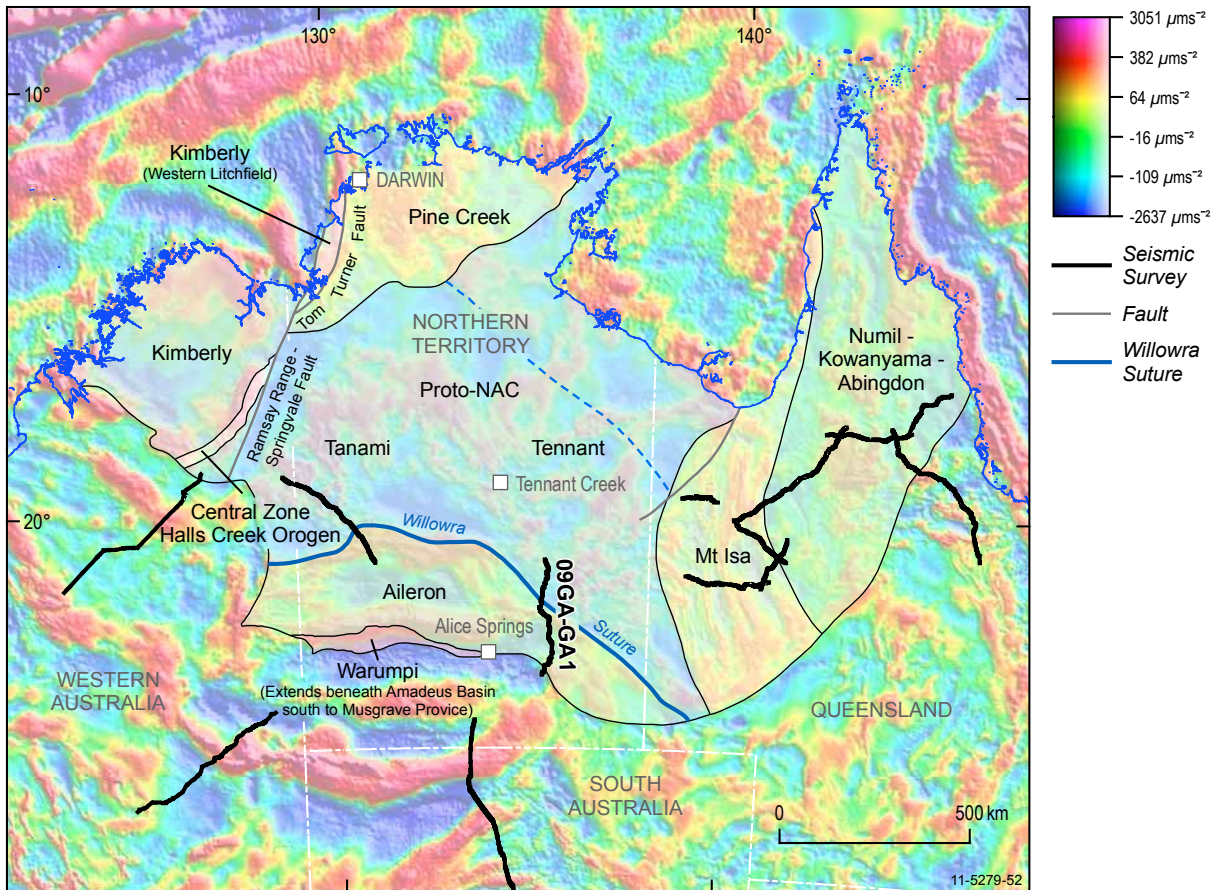 130°
140°
10°
Kimberly
(Western Litchfield)
DARWIN
Pine Creek
Tom Turner Fault
NORTHERN
TERRITORY
Kimberly
Ramsay Range -
Springvale Fault
Proto-NAC
Numil -
Kowanyama -
Abingdon
Tanami
Tennant
Tennant Creek
20°
Central Zone
Halls Creek Orogen
Willowra
Suture
Mt Isa
Aileron
09GA-GA1
Alice Springs
Warumpi
(Extends beneath Amadeus Basin
south to Musgrave Provice)
WESTERN
AUSTRALIA
QUEENSLAND
SOUTH
AUSTRALIA
0
500 km
11-5279-52
3051 µms⁻²
382 µms⁻²
64 µms⁻²
-16 µms⁻²
-109 µms⁻²
-2637 µms⁻²
Seismic
Survey
Fault
Willowra
Suture